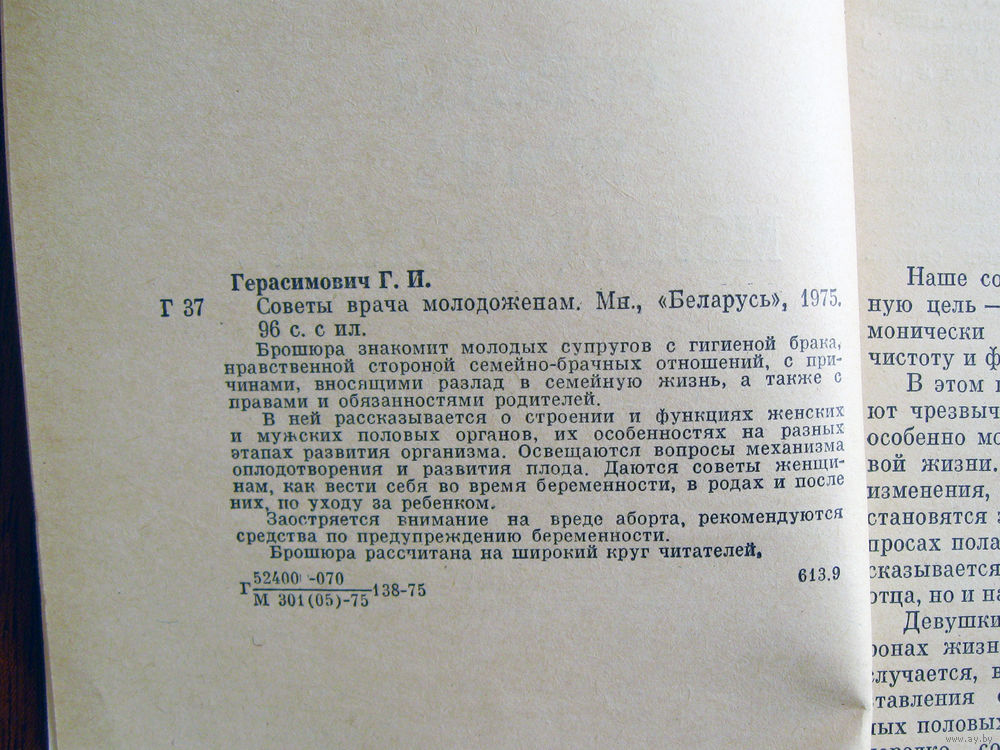 Герасимович Г. И.
Г 37
Советы врача молодоженам. Мн., «Беларусь», 1975.
96 с. с ил.
Брошюра знакомит молодых супругов с гигиеной брака,
нравственной стороной семейно-брачных отношений, с при-
чинами, вносящими разлад в семейную жизнь, а также с
правами и обязанностями родителей.
В ней рассказывается о строении и функциях женских
и мужских половых органов, их особенностях на разных
этапах развития организма. Освещаются вопросы механизма
оплодотворения и развития плода. Даются советы женщи-
нам, как вести себя во время беременности, в родах и после
них, по уходу за ребенком.
Заостряется внимание на вреде аборта, рекомендуются
средства по предупреждению беременности.
Брошюра рассчитана на широкий круг читателей.
Г 52400 -070
М 301(05)-75 138-75
613.9
Наше со
ную цель —
монически
чистоту и ф
В этом
ют чрезвыч
особенно мо
вой жизни.
изменения,
становятся
просах пола
сказывается
отца, но и на
Девушки
ронах жизн
случается, в
тавления
ных половых
www.ay.by